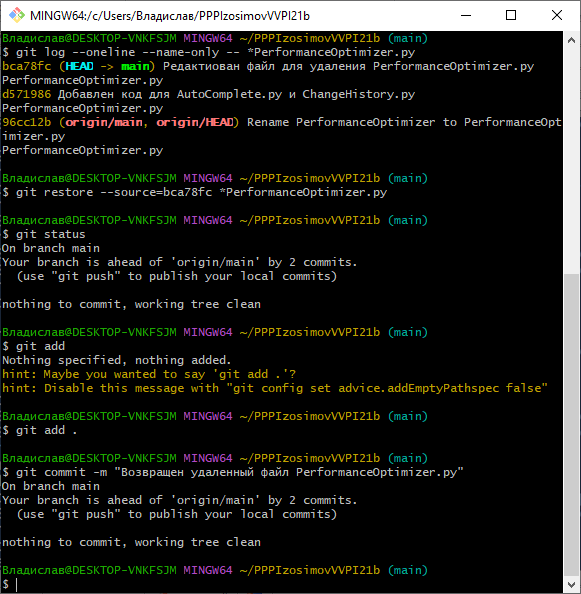 MINGW64:/c/Users/Владислав/PPPIzosimovVVPI21b
Владислав@DESKTOP-VNKFSJM MINGW64 ~/PPPIzosimovVVPI21b (main)
$ git log --oneline --name-only -- *PerformanceOptimizer.py
bca78fc (HEAD -> main) Редактиован файл для удаления PerformanceOptimizer.py
PerformanceOptimizer.py
d571986 Добавлен код для AutoComplete.py и ChangeHistory.py
PerformanceOptimizer.py
96cc12b (origin/main, origin/HEAD) Rename PerformanceOptimizer to PerformanceOpt
imizer.py
PerformanceOptimizer.py
Владислав@DESKTOP-VNKFSJM MINGW64 ~/PPPIzosimovVVPI21b (main)
$ git restore --source=bca78fc *PerformanceOptimizer.py
Владислав@DESKTOP-VNKFSJM MINGW64 ~/PPPIzosimovVVPI21b (main)
$ git status
On branch main
Your branch is ahead of 'origin/main' by 2 commits.
  (use "git push" to publish your local commits)
nothing to commit, working tree clean
Владислав@DESKTOP-VNKFSJM MINGW64 ~/PPPIzosimovVVPI21b (main)
$ git add
Nothing specified, nothing added.
hint: Maybe you wanted to say 'git add .'?
hint: Disable this message with "git config set advice.addEmptyPathspec false"
Владислав@DESKTOP-VNKFSJM MINGW64 ~/PPPIzosimovVVPI21b (main)
$ git add .
Владислав@DESKTOP-VNKFSJM MINGW64 ~/PPPIzosimovVVPI21b (main)
$ git commit -m "Возвращен удаленный файл PerformanceOptimizer.py"
On branch main
Your branch is ahead of 'origin/main' by 2 commits.
  (use "git push" to publish your local commits)
nothing to commit, working tree clean
Владислав@DESKTOP-VNKFSJM MINGW64 ~/PPPIzosimovVVPI21b (main)
$